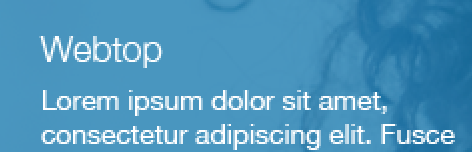 Webtop
Lorem ipsum dolor sit amet,
consectetur adipiscing elit. Fusce